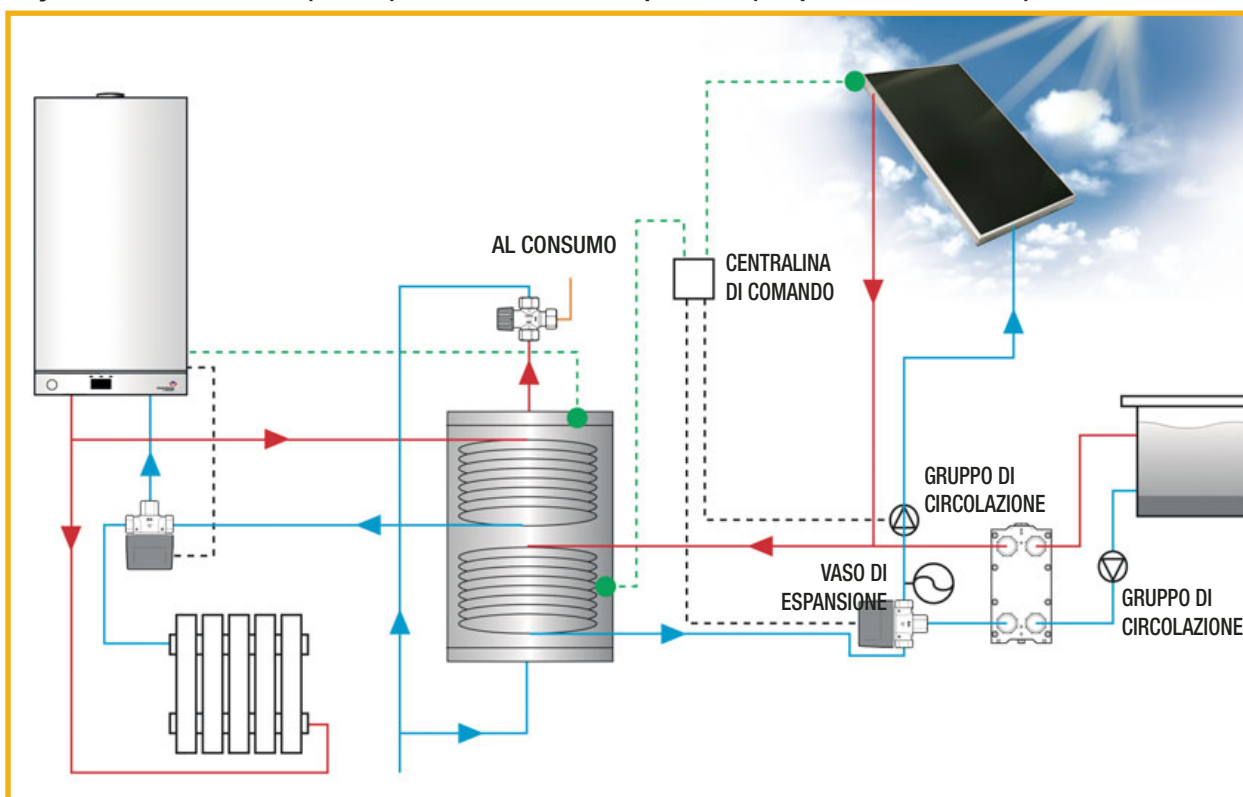 AL CONSUMO
CENTRALINA
DI COMANDO
GRUPPO DI
CIRCOLAZIONE
VASO DI
ESPANSIONE
GRUPPO DI
CIRCOLAZIONE